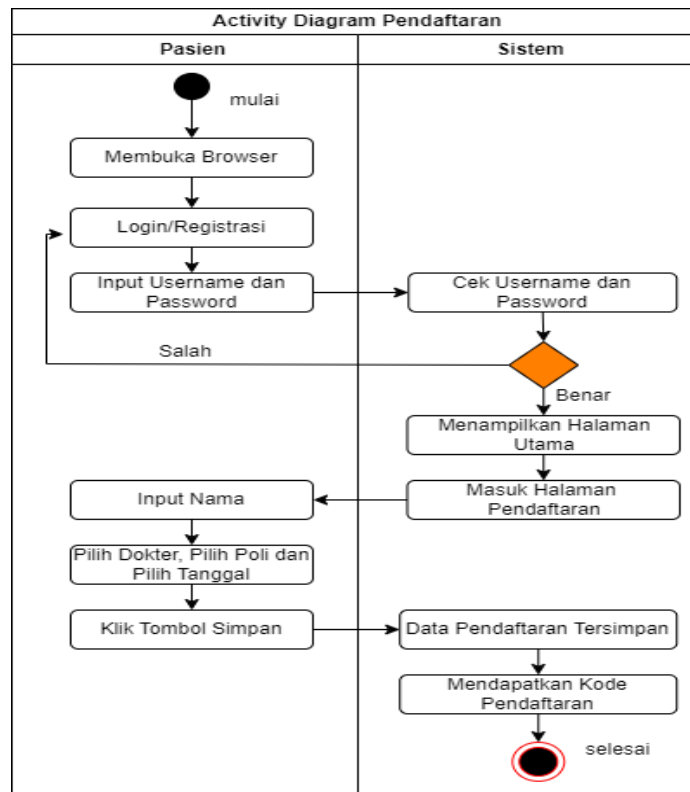 Activity Diagram Pendaftaran
Pasien
Sistem
mulai
Membuka Browser
Login/Registrasi
Input Username dan
Password
Cek Username dan
Password
Salah
Benar
Menampilkan Halaman
Utama
Masuk Halaman
Pendaftaran
Input Nama
Pilih Dokter, Pilih Poli dan
Pilih Tanggal
Klik Tombol Simpan
Data Pendaftaran Tersimpan
Mendapatkan Kode
Pendaftaran
selesai